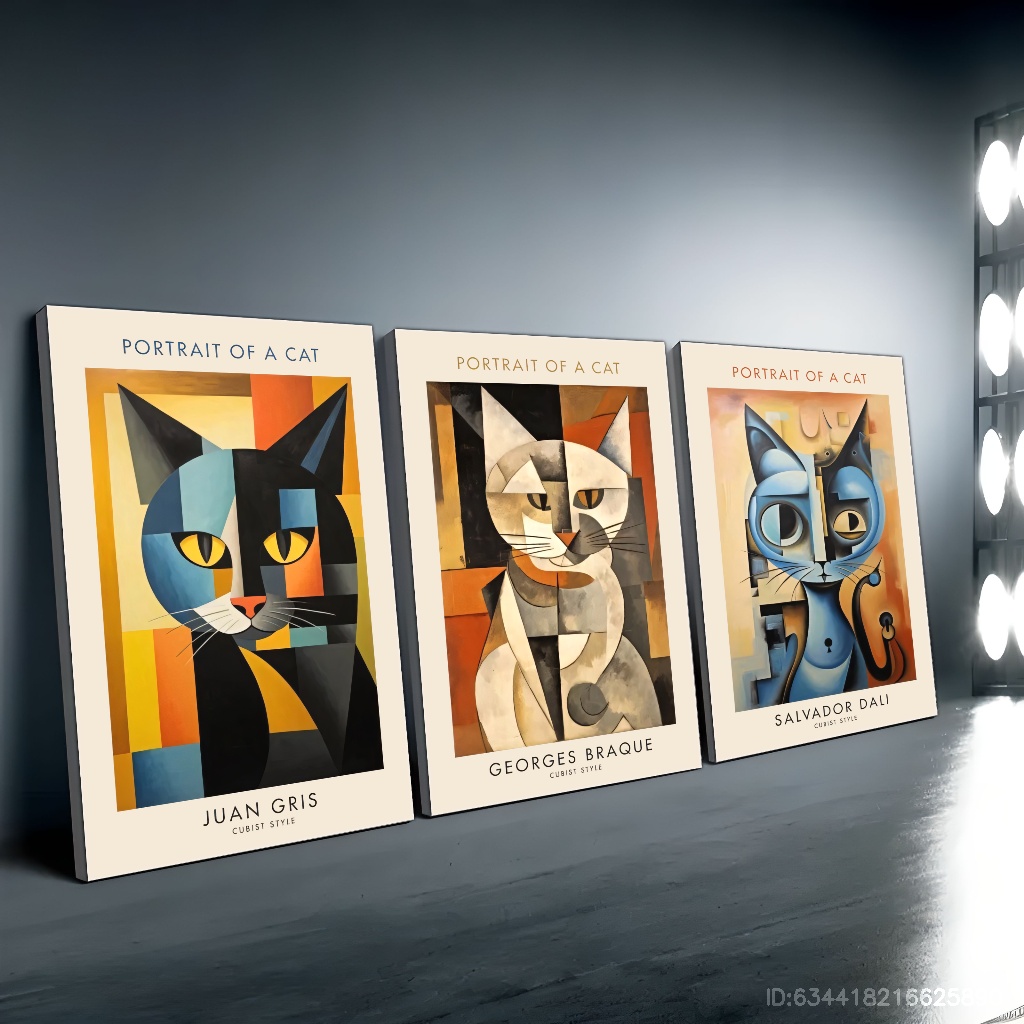 PORTRAIT OF A CAT
JUAN GRIS
CUBIST STYLE
PORTRAIT OF A CAT
GEORGES BRAQUE
CUBIST STYLE
PORTRAIT OF A CAT
SALVADOR DALI
CUBIST STYLE